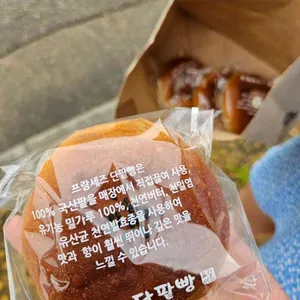 프랑세즈 단팥빵은
100% 국산팥을 매장에서 직접갈아 사용,
유기농 밀가루 100%, 천연버터, 천일염
유산균 천연발효종을 사용하여
맛과 향이 훨씬 뛰어나 깊은 맛을
느낄 수 있습니다.
단팥빵